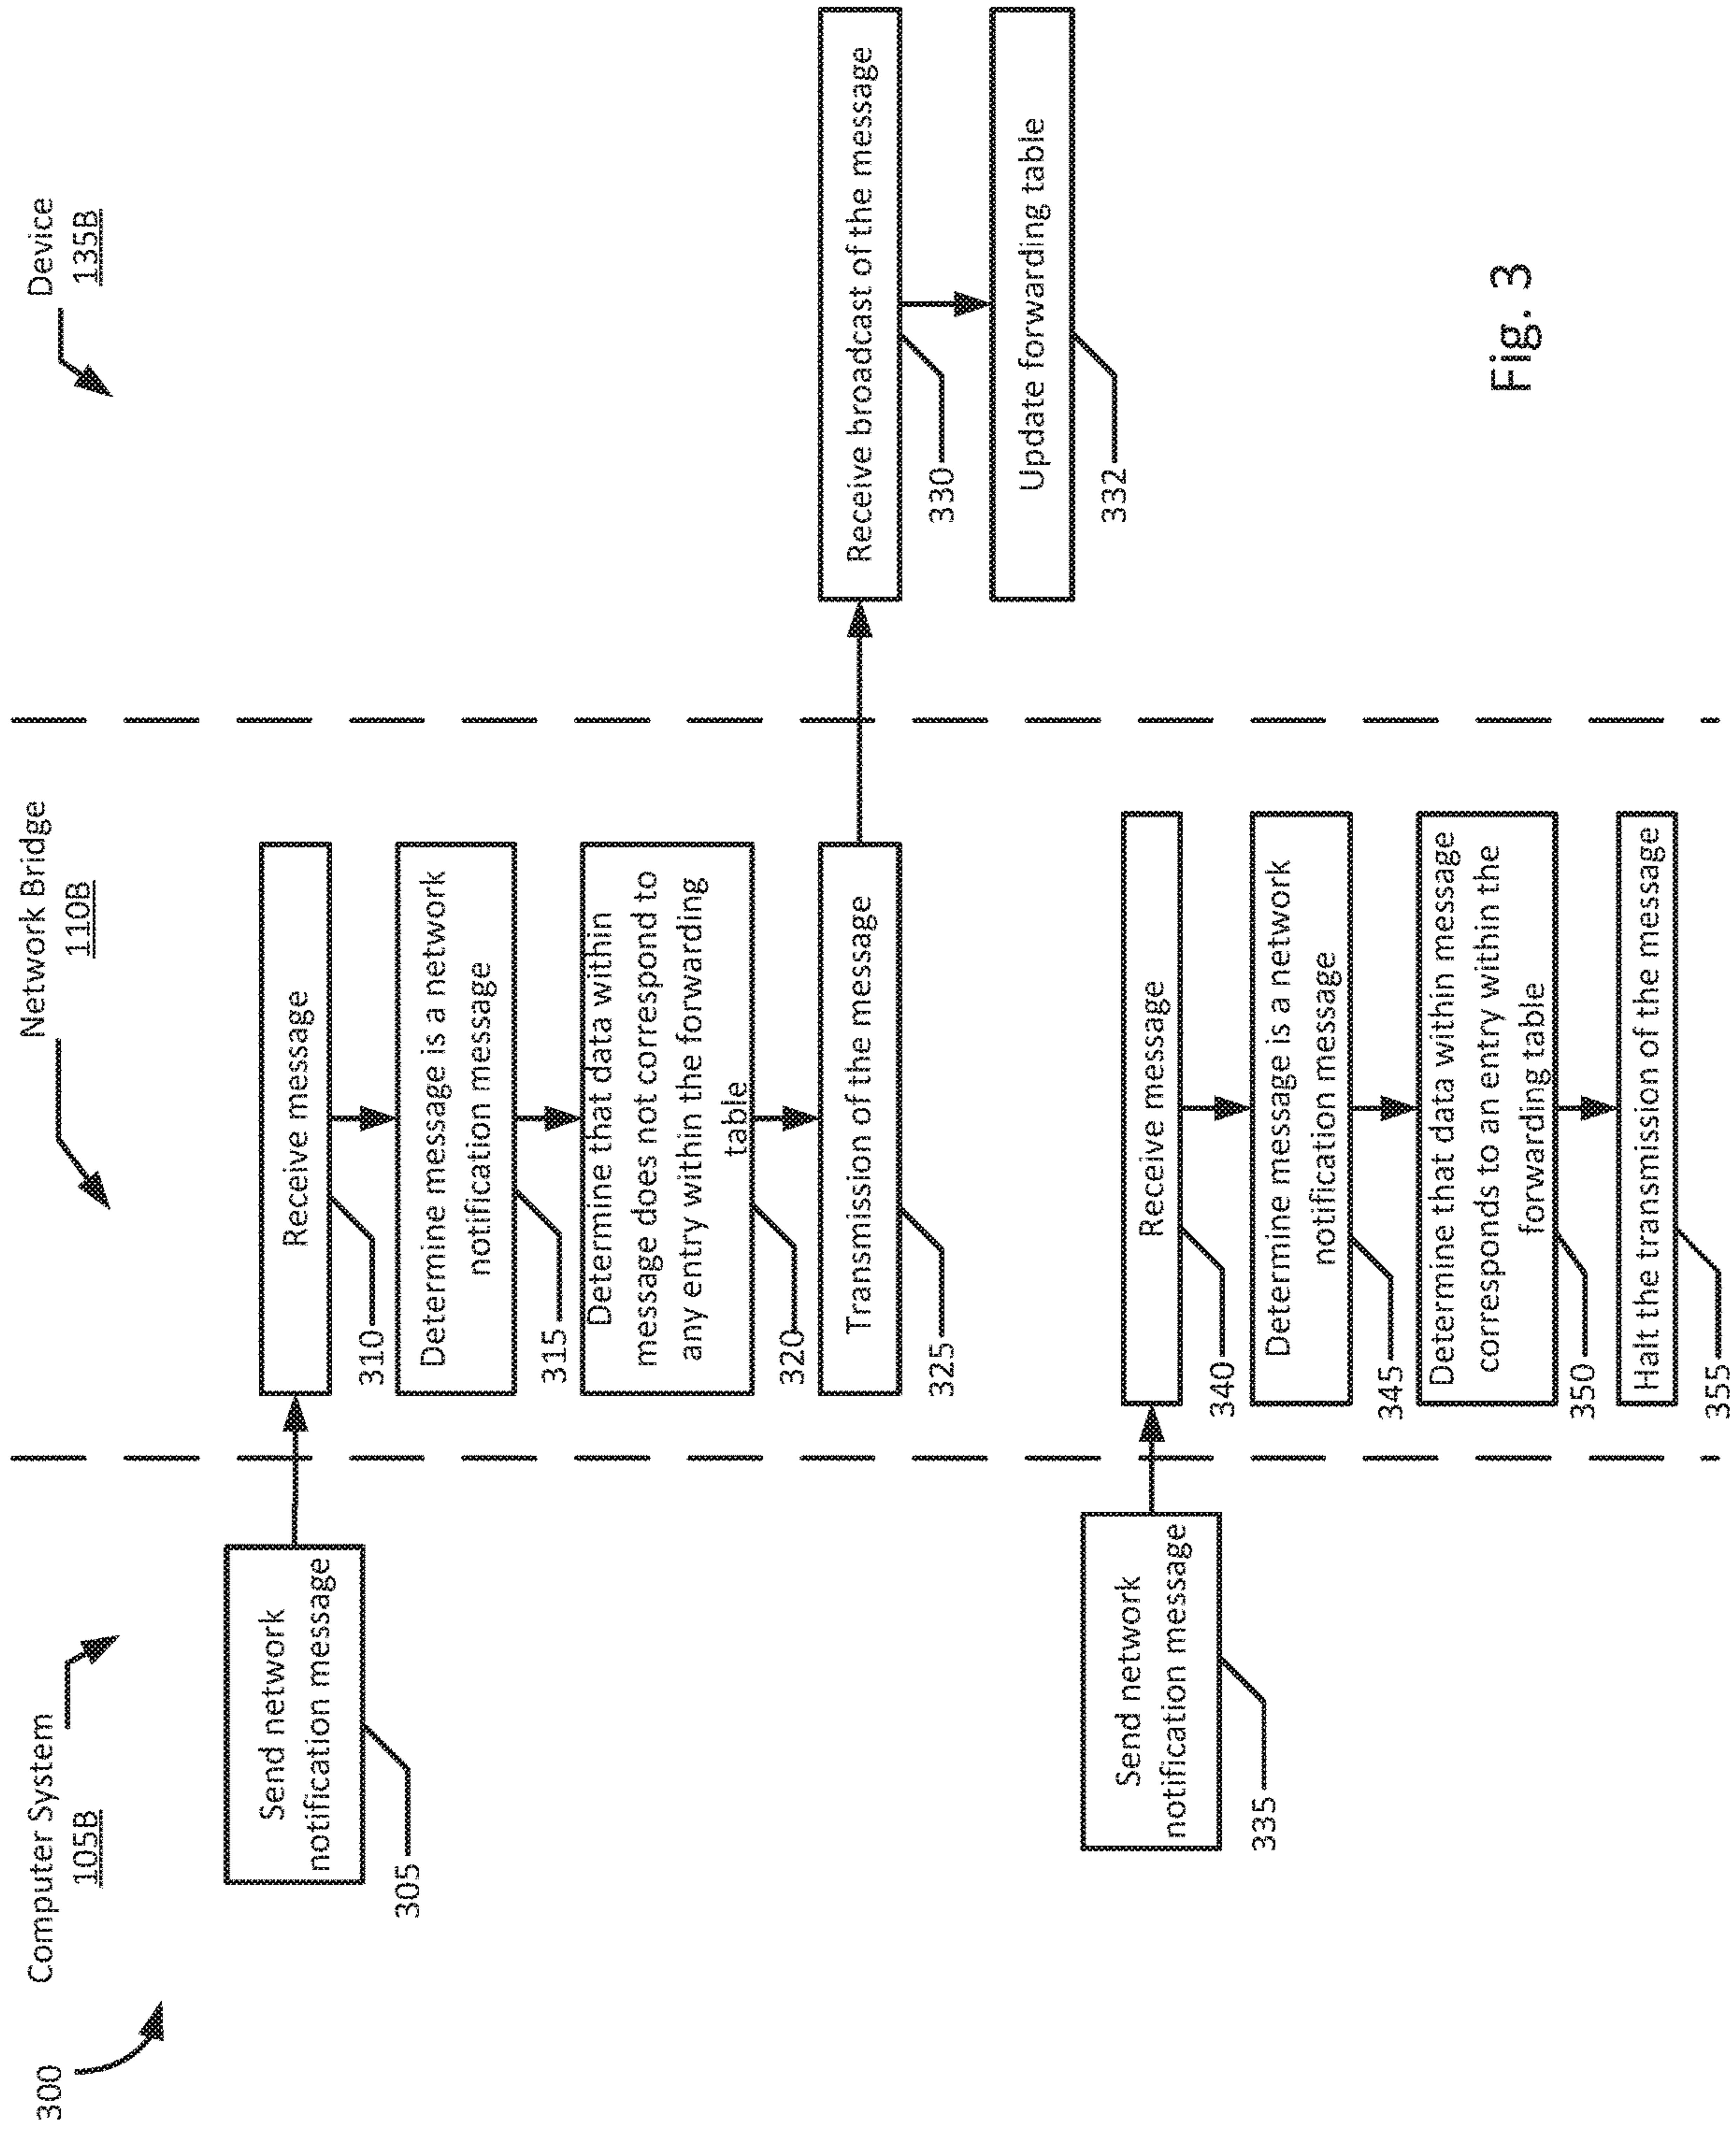 300
Computer System
105B
Network Bridge
110B
Device
135B
Send network
notification message
305
Receive message
310
Determine message is a network
notification message
315
Determine that data within
message does not correspond to
any entry within the forwarding
table
320
Transmission of the message
325
Receive broadcast of the message
330
Update forwarding table
332
Send network
notification message
335
Receive message
340
Determine message is a network
notification message
345
Determine that data within message
corresponds to an entry within the
forwarding table
350
Halt the transmission of the message
355
Fig. 3